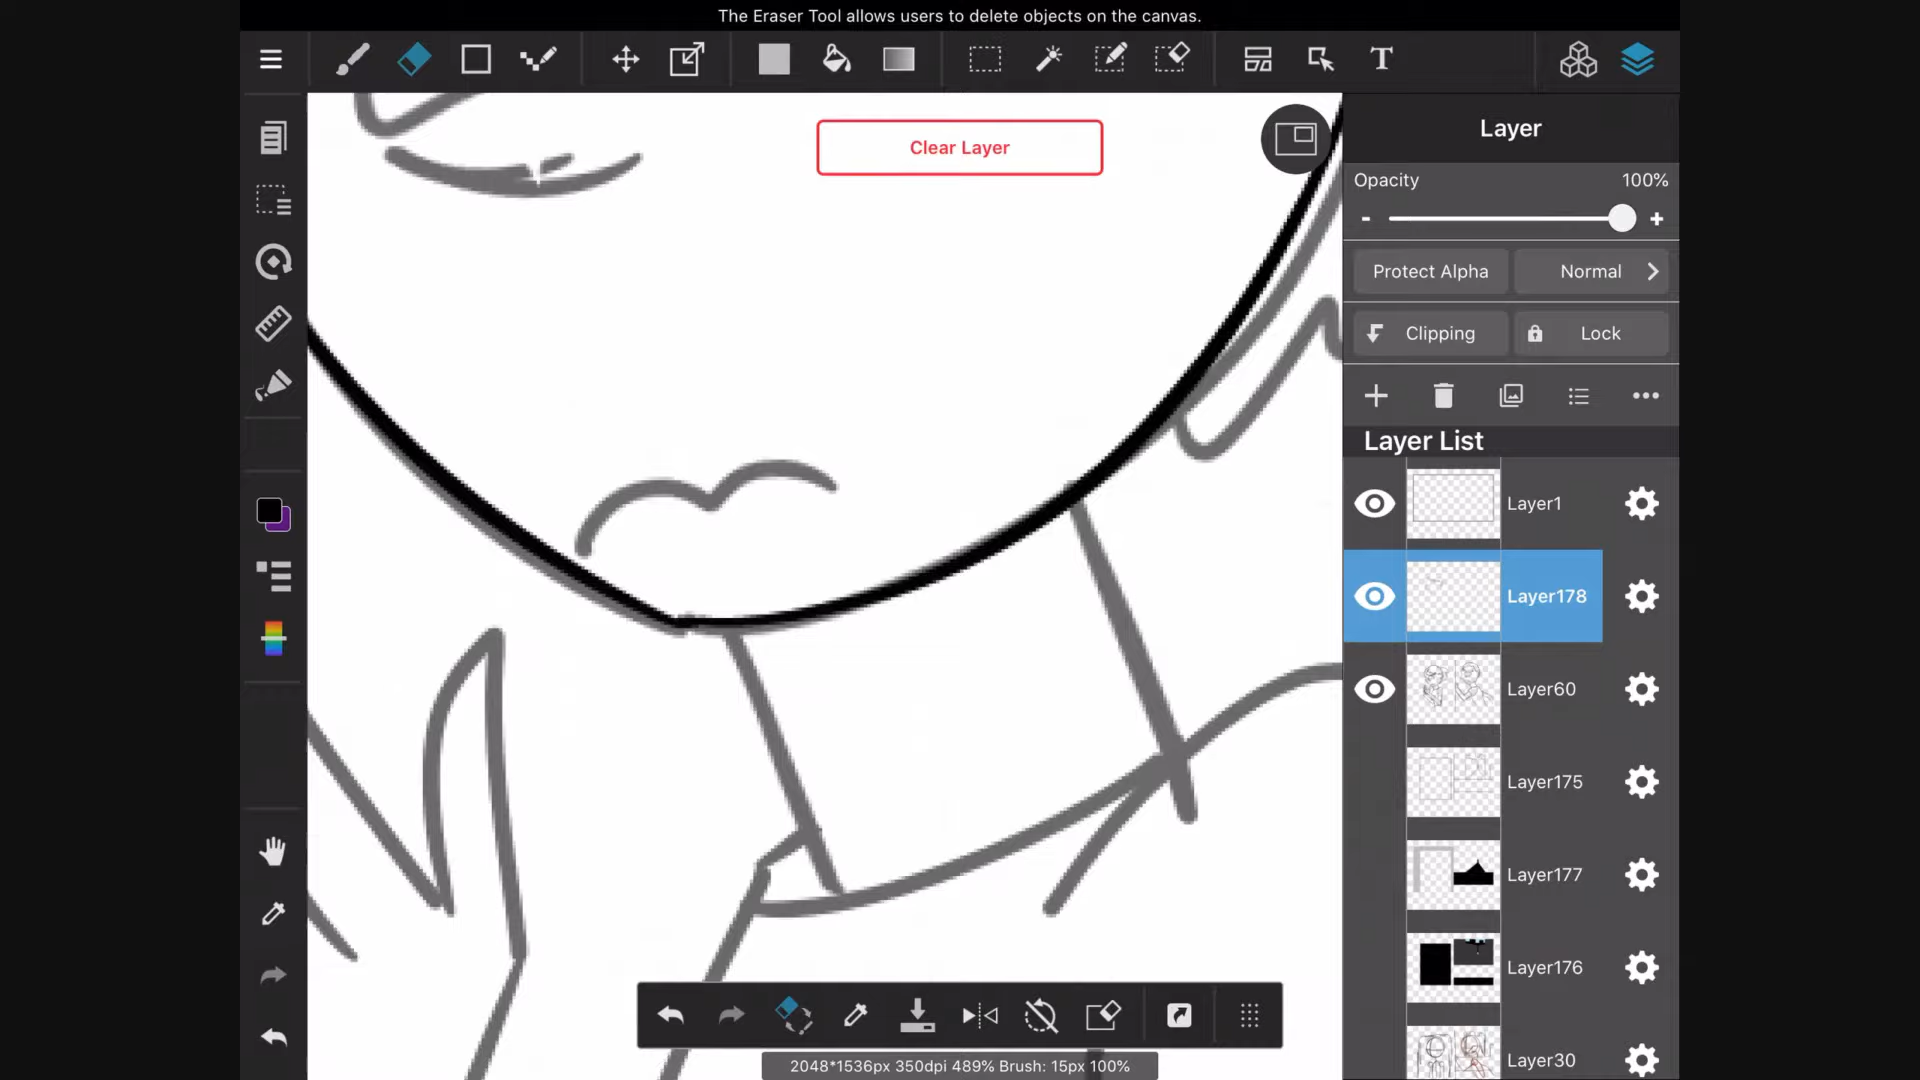 The Eraser Tool allows users to delete objects on the canvas.
T
Clear Layer
Layer
Opacity 100%
- +
Protect Alpha Normal
Clipping Lock
Layer List
Layer1
Layer178
Layer60
Layer175
Layer177
Layer176
Layer30
2048*1536px 350dpi 489% Brush: 15px 100%